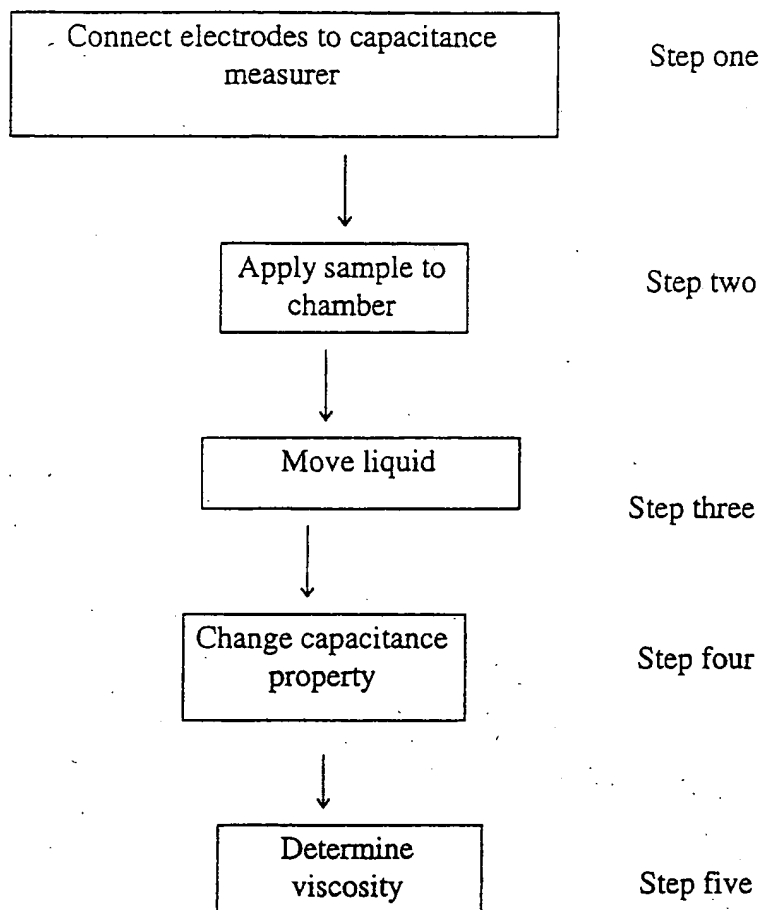 Connect electrodes to capacitance
measurer
Step one
Apply sample to
chamber
Step two
Move liquid
Step three
Change capacitance
property
Step four
Determine
viscosity
Step five